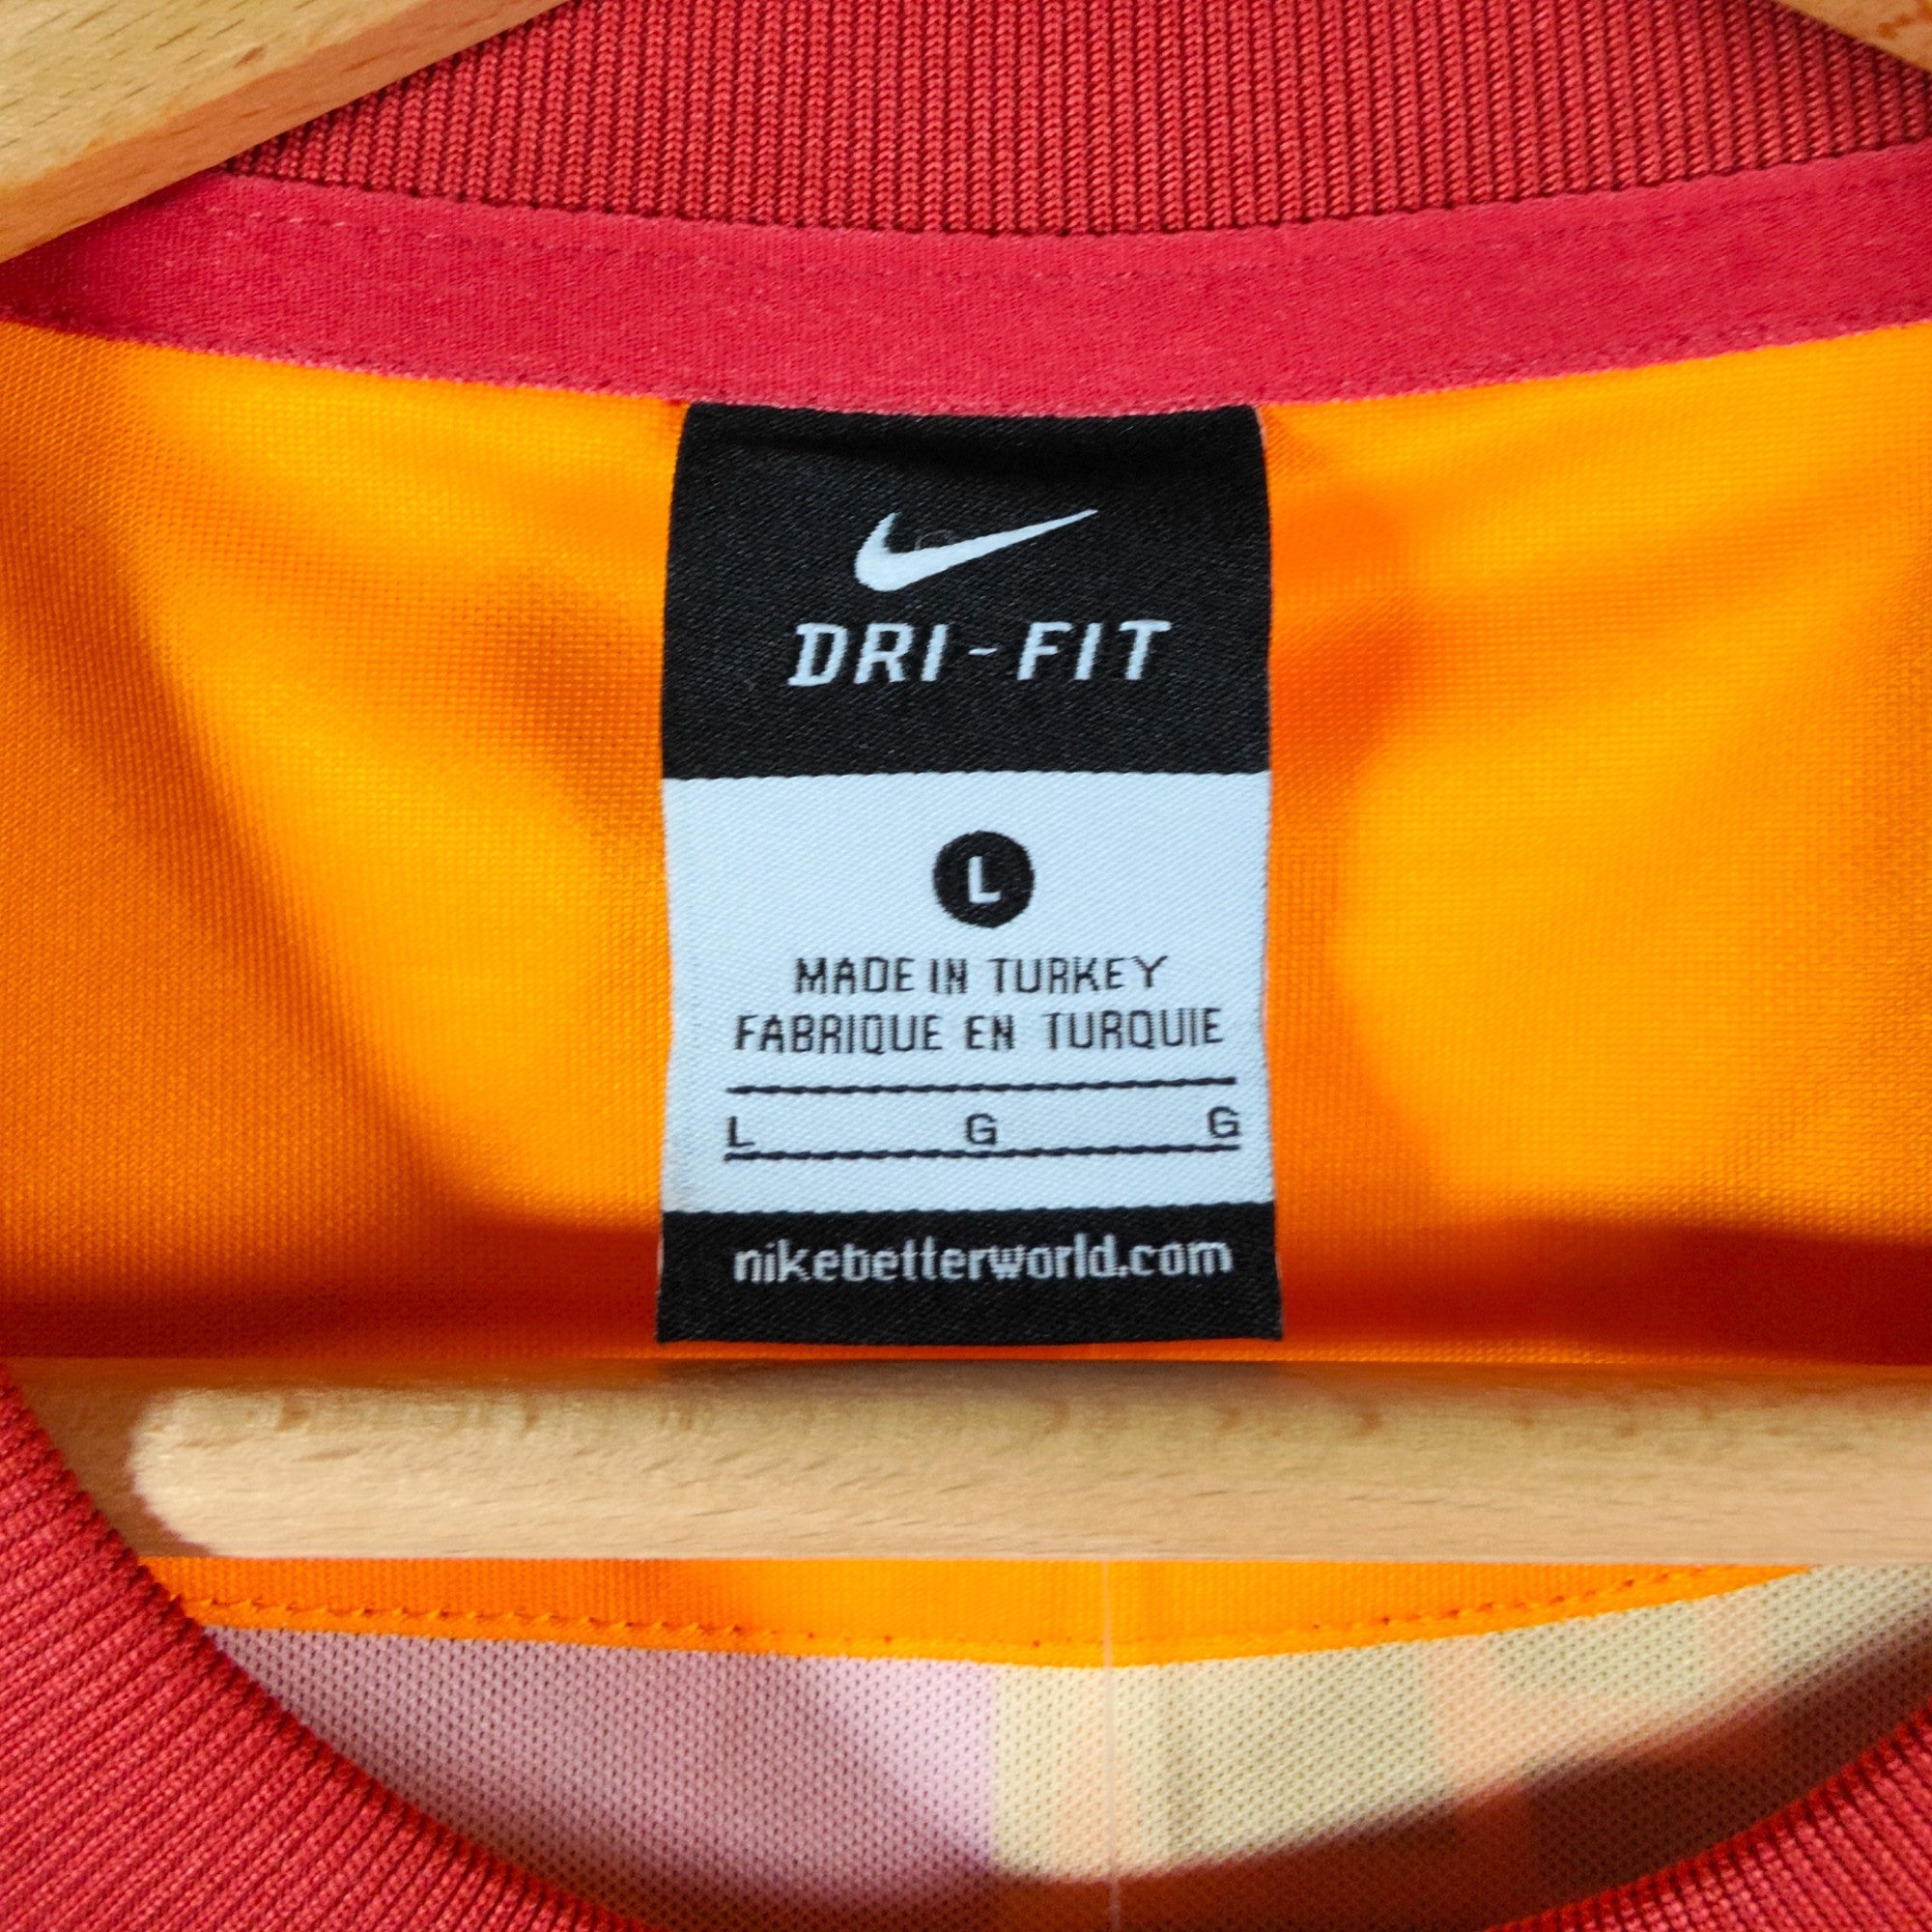 DRI-FIT
L
MADE IN TURKEY
FABRIQUE EN TURQUIE
L G G
nikebetterworld.com